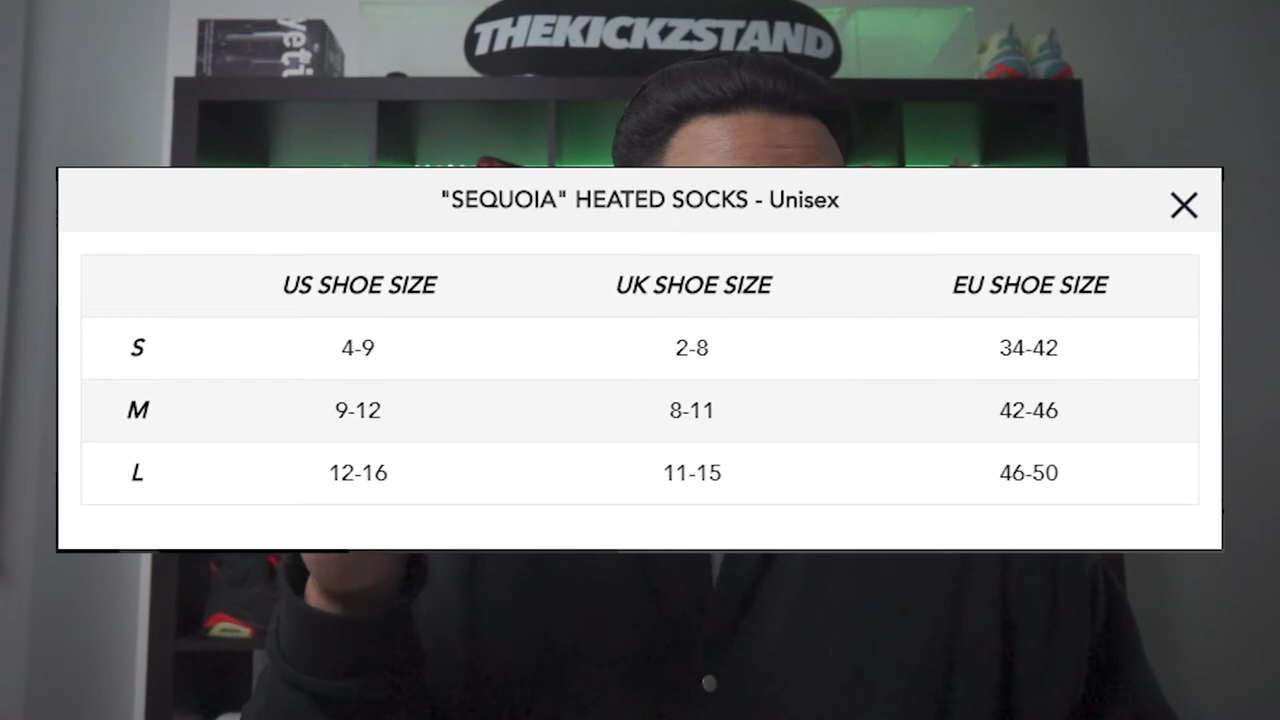 yeti
THEKICKZSTAND
"SEQUOIA" HEATED SOCKS - Unisex
US SHOE SIZE UK SHOE SIZE EU SHOE SIZE
S 4-9 2-8 34-42
M 9-12 8-11 42-46
L 12-16 11-15 46-50